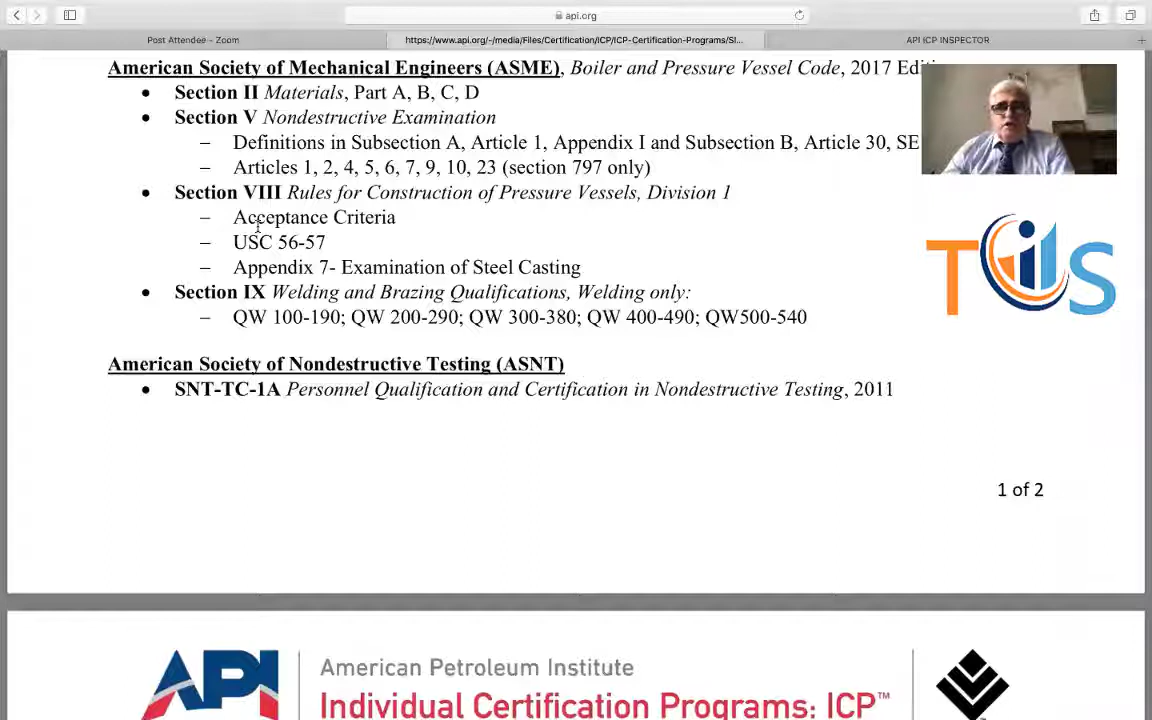 api.org
Post Attendee - Zoom
https://www.api.org/-/media/Files/Certification/ICP/ICP-Certification-Programs/SI...
API ICP INSPECTOR
American Society of Mechanical Engineers (ASME), Boiler and Pressure Vessel Code, 2017
• Section II Materials, Part A, B, C, D
• Section V Nondestructive Examination
– Definitions in Subsection A, Article 1, Appendix I and Subsection B, Article 30, SE
– Articles 1, 2, 4, 5, 6, 7, 9, 10, 23 (section 797 only)
• Section VIII Rules for Construction of Pressure Vessels, Division 1
– Acceptance Criteria
– USC 56-57
– Appendix 7- Examination of Steel Casting
• Section IX Welding and Brazing Qualifications, Welding only:
– QW 100-190; QW 200-290; QW 300-380; QW 400-490; QW500-540
TIS
American Society of Nondestructive Testing (ASNT)
• SNT-TC-1A Personnel Qualification and Certification in Nondestructive Testing, 2011
1 of 2
API
American Petroleum Institute
Individual Certification Programs: ICP™